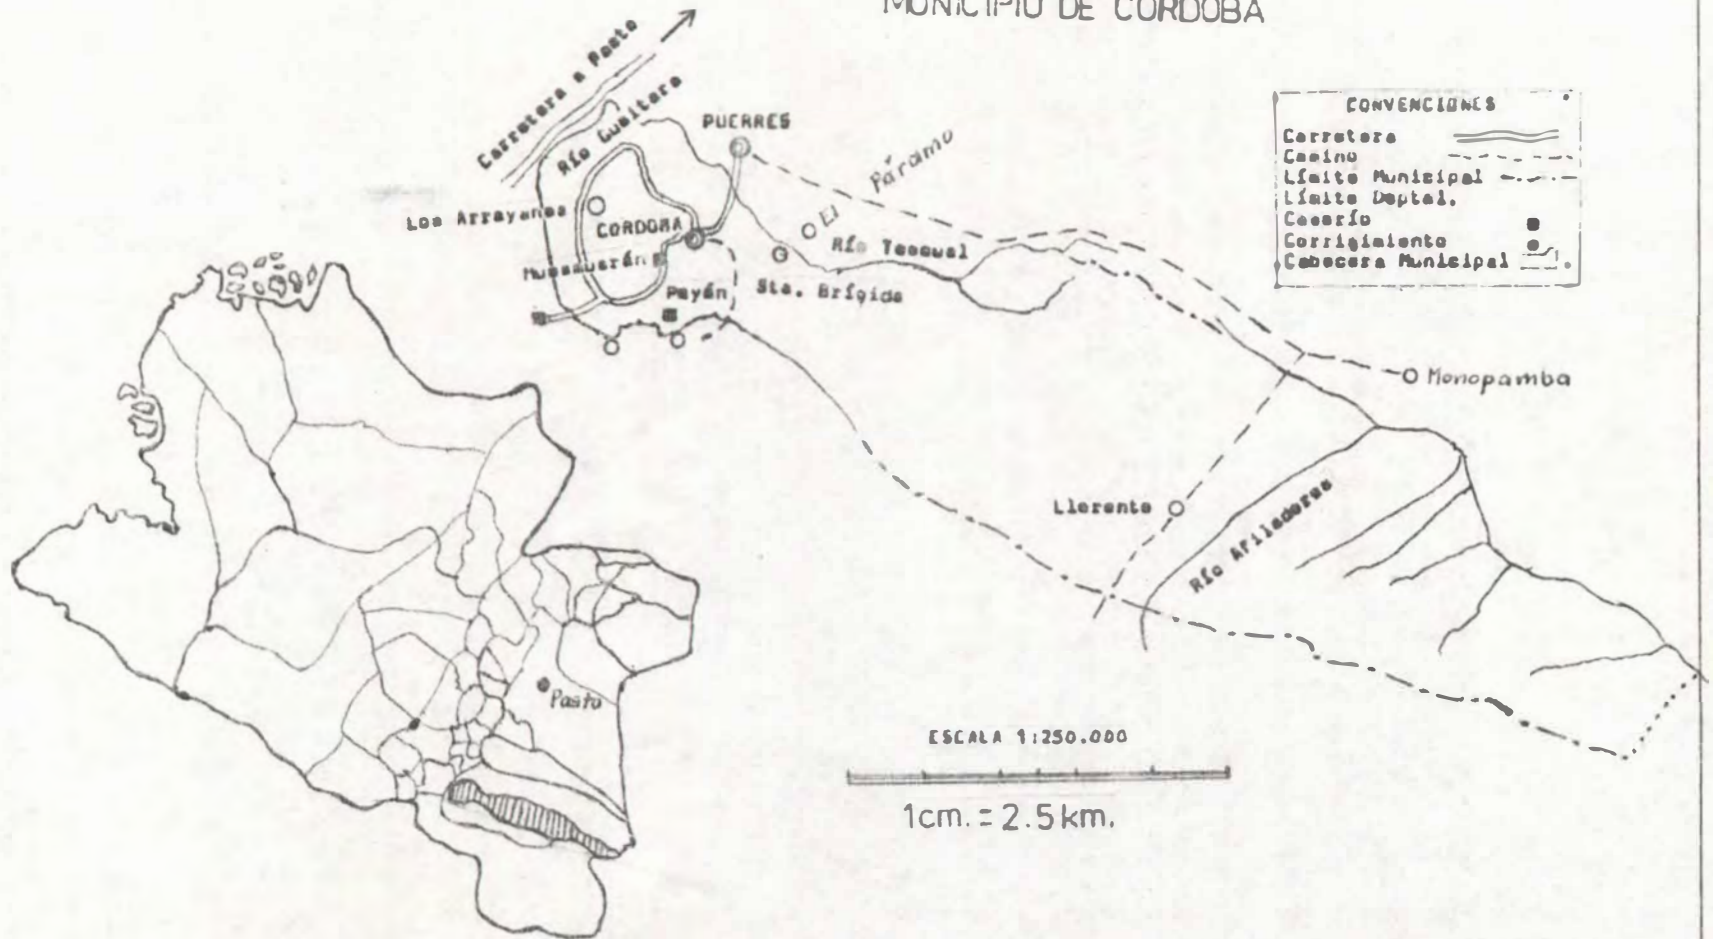 MUNICIPIO DE CORDOBA
Carretera a Pasto
Río Guaitara
PUERRES
CONVENCIONES
Carretera
Camino
Límite Municipal
Límite Deptal.
Caserío
Corrigimiento
Cabecera Municipal
El Páramo
Los Arrayanes
CORDOBA
Río Tescual
Payán
Sta. Brígida
Monopamba
Llorente
Río Afiladores
Pasto
ESCALA 1:250.000
1cm. = 2.5 km.